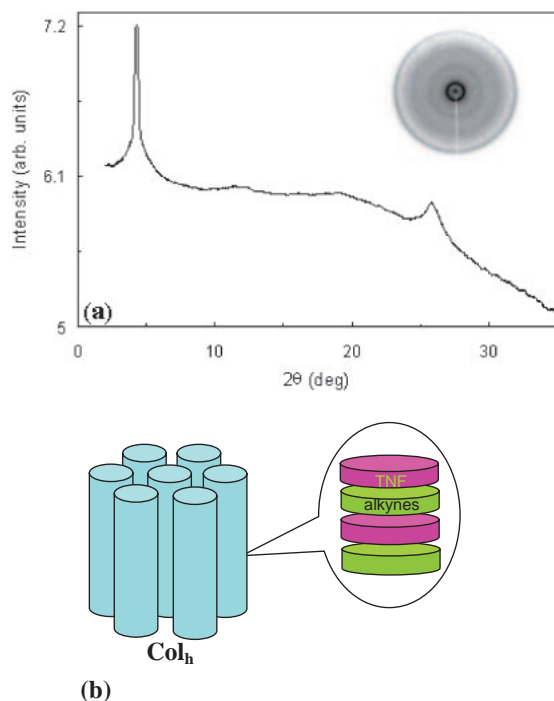 7.2
6.1
5
Intensity (arb. units)
(a)
0 10 20 30
2θ (deg)
TNF
alkynes
Colh
(b)